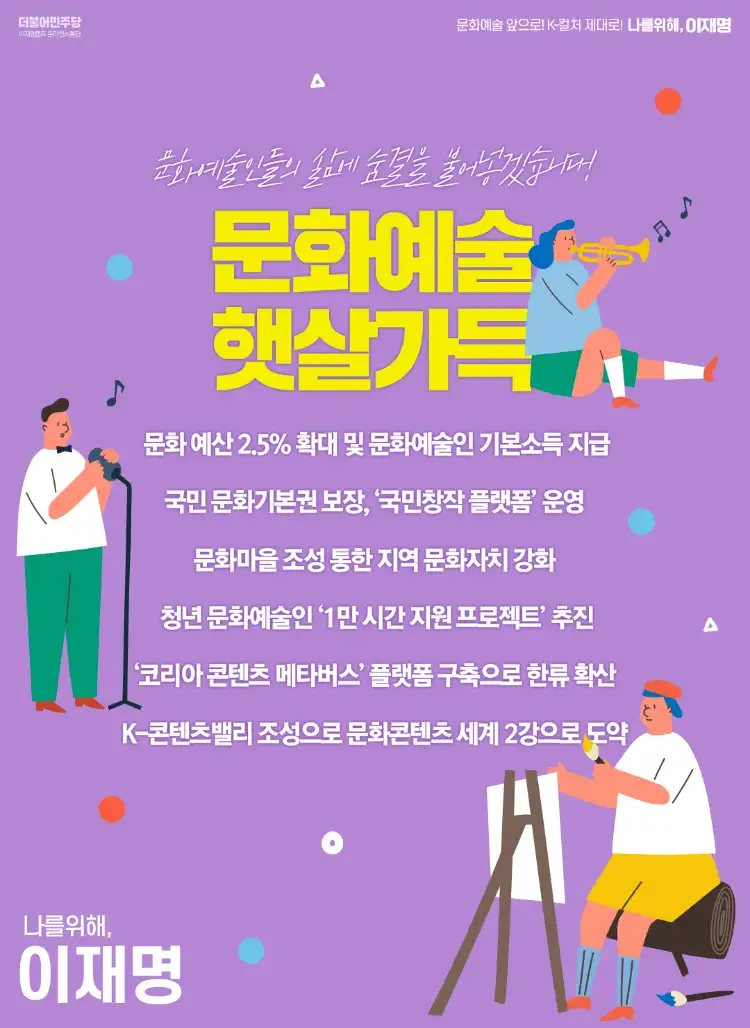 더불어민주당
문화예술 앞으로! K-컬처 제대로! 나를위해, 이재명
문화예술인들의 삶에 숨결을 불어넣겠습니다!
문화예술
햇살가득
문화 예산 2.5% 확대 및 문화예술인 기본소득 지급
국민 문화기본권 보장, ‘국민창작 플랫폼’ 운영
문화마을 조성 통한 지역 문화자치 강화
청년 문화예술인 ‘1만 시간 지원 프로젝트’ 추진
‘코리아 콘텐츠 메타버스’ 플랫폼 구축으로 한류 확산
K-콘텐츠밸리 조성으로 문화콘텐츠 세계 2강으로 도약
나를위해,
이재명